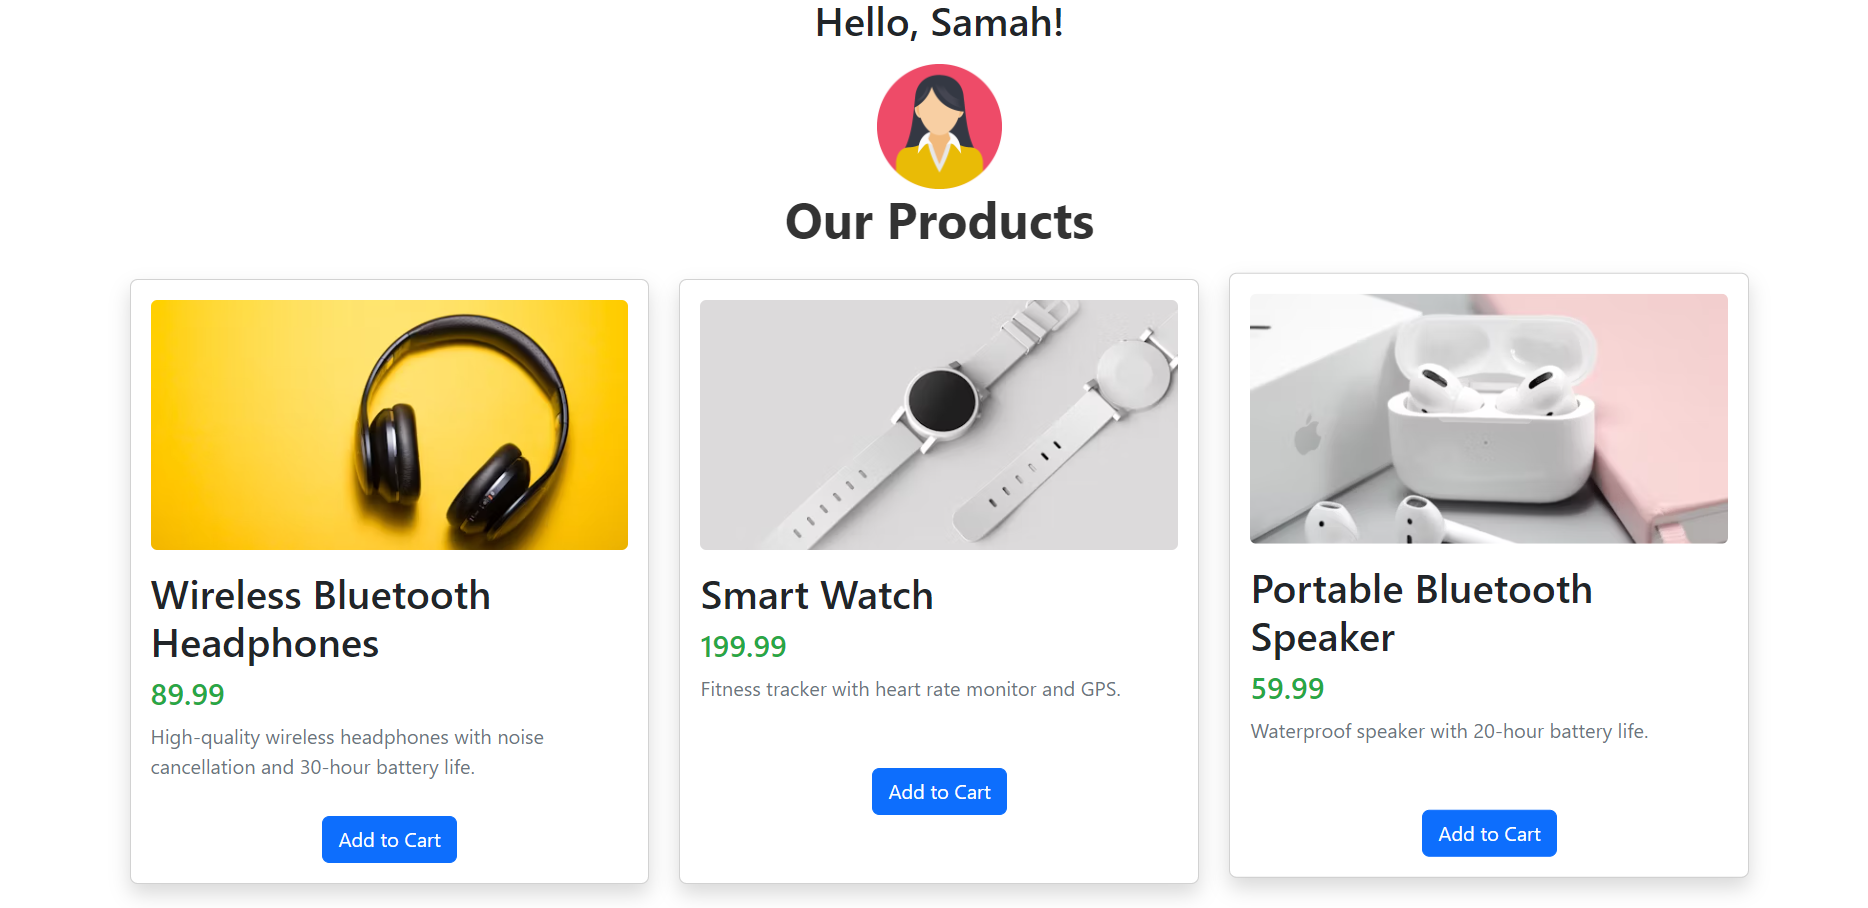 Hello, Samah!
Our Products
Wireless Bluetooth
Headphones
89.99
High-quality wireless headphones with noise
cancellation and 30-hour battery life.
Add to Cart
Smart Watch
199.99
Fitness tracker with heart rate monitor and GPS.
Add to Cart
Portable Bluetooth
Speaker
59.99
Waterproof speaker with 20-hour battery life.
Add to Cart